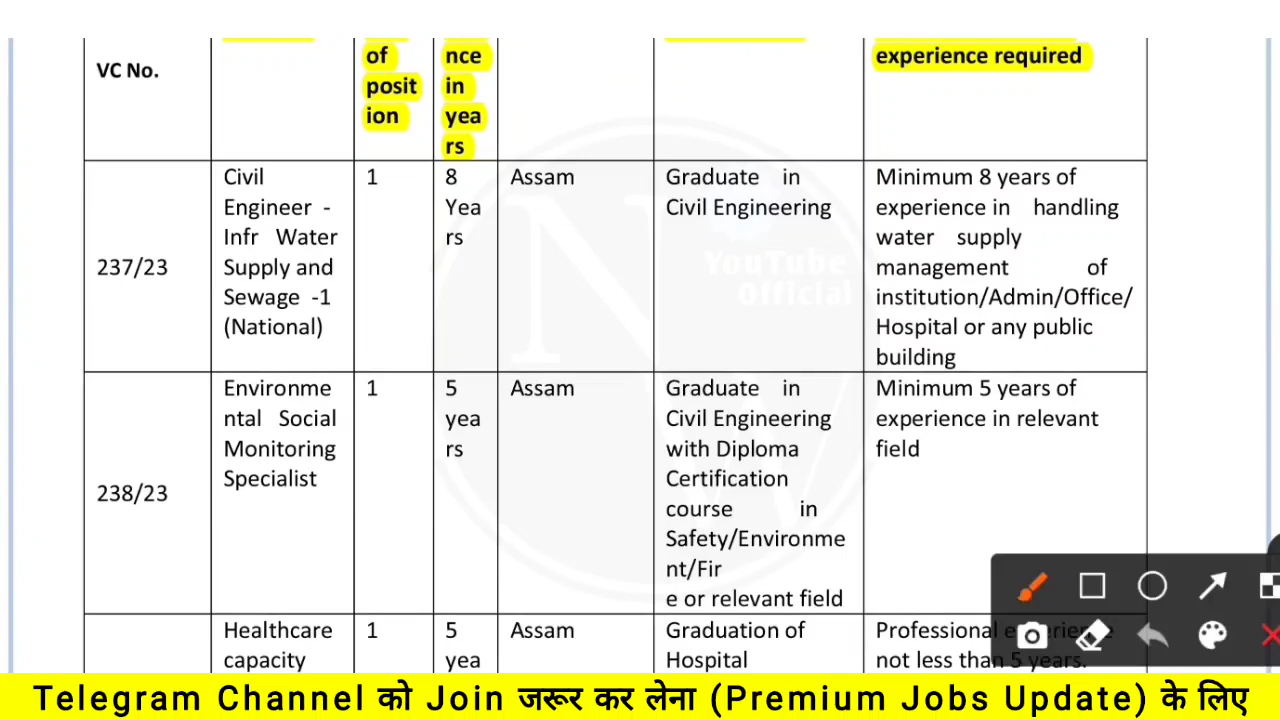 VC No.
of
posit
ion
nce
in
yea
rs
experience required
237/23
Civil
Engineer -
Infr Water
Supply and
Sewage -1
(National)
1
8
Yea
rs
Assam
Graduate in
Civil Engineering
Minimum 8 years of
experience in handling
water supply
management of
institution/Admin/Office/
Hospital or any public
building
238/23
Environme
ntal Social
Monitoring
Specialist
1
5
yea
rs
Assam
Graduate in
Civil Engineering
with Diploma
Certification
course in
Safety/Environme
nt/Fir
e or relevant field
Minimum 5 years of
experience in relevant
field
Healthcare
capacity
1
5
yea
Assam
Graduation of
Hospital
Professional experience
not less than 5 years.
YouTube
Official
Telegram Channel को Join जरूर कर लेना (Premium Jobs Update) के लिए